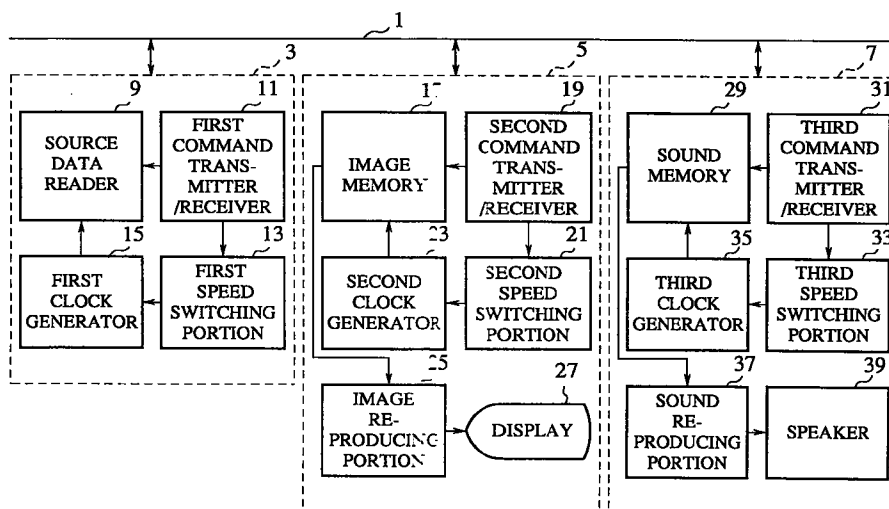 1
3
5
7
9
11
SOURCE
DATA
READER
FIRST
COMMAND
TRANS-
MITTER
/RECEIVER
15
13
FIRST
CLOCK
GENERATOR
FIRST
SPEED
SWITCHING
PORTION
19
IMAGE
MEMORY
SECOND
COMMAND
TRANS-
MITTER
/RECEIVER
23
21
SECOND
CLOCK
GENERATOR
SECOND
SPEED
SWITCHING
PORTION
25
27
IMAGE
RE-
PRODUCING
PORTION
DISPLAY
29
31
SOUND
MEMORY
THIRD
COMMAND
TRANS-
MITTER
/RECEIVER
35
33
THIRD
CLOCK
GENERATOR
THIRD
SPEED
SWITCHING
PORTION
37
39
SOUND
RE-
PRODUCING
PORTION
SPEAKER